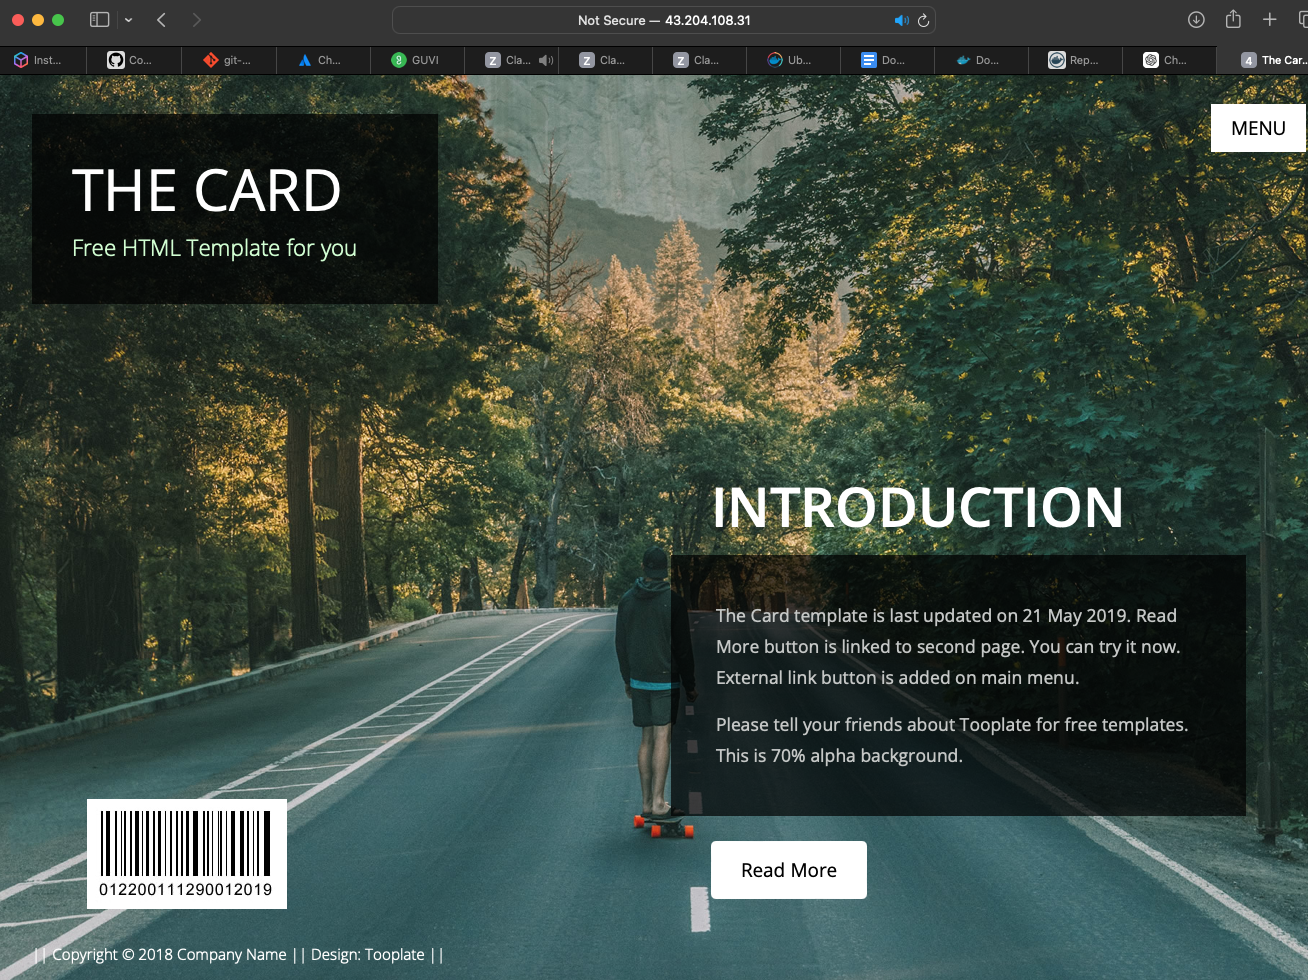 Not Secure — 43.204.108.31
Inst...
Co...
git-...
Ch...
GUVI
Z Cla...
Z Cla...
Z Cla...
Ub...
Do...
Do...
Rep...
Ch...
4 The Car..
THE CARD
Free HTML Template for you
MENU
INTRODUCTION
The Card template is last updated on 21 May 2019. Read
More button is linked to second page. You can try it now.
External link button is added on main menu.
Please tell your friends about Tooplate for free templates.
This is 70% alpha background.
Read More
012200111290012019
|| Copyright © 2018 Company Name || Design: Tooplate ||